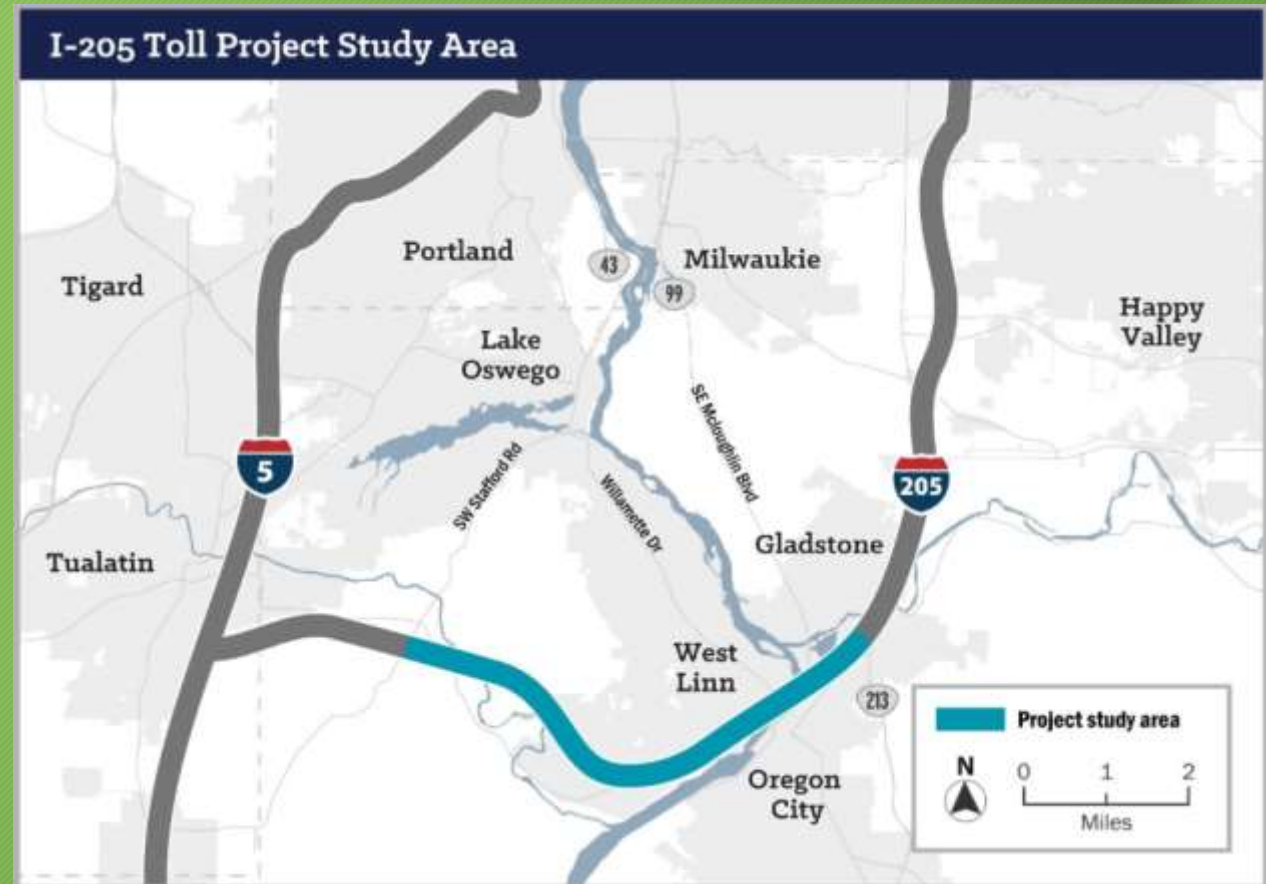 I-205 Toll Project Study Area
Portland
43
Milwaukie
Tigard
99
Happy
Valley
Lake
Oswego
SE Mcloughlin Blvd
5
205
SW Stafford Rd
Willamette Dr
Gladstone
Tualatin
West
Linn
213
Project study area
N
0 1 2
Miles
Oregon
City